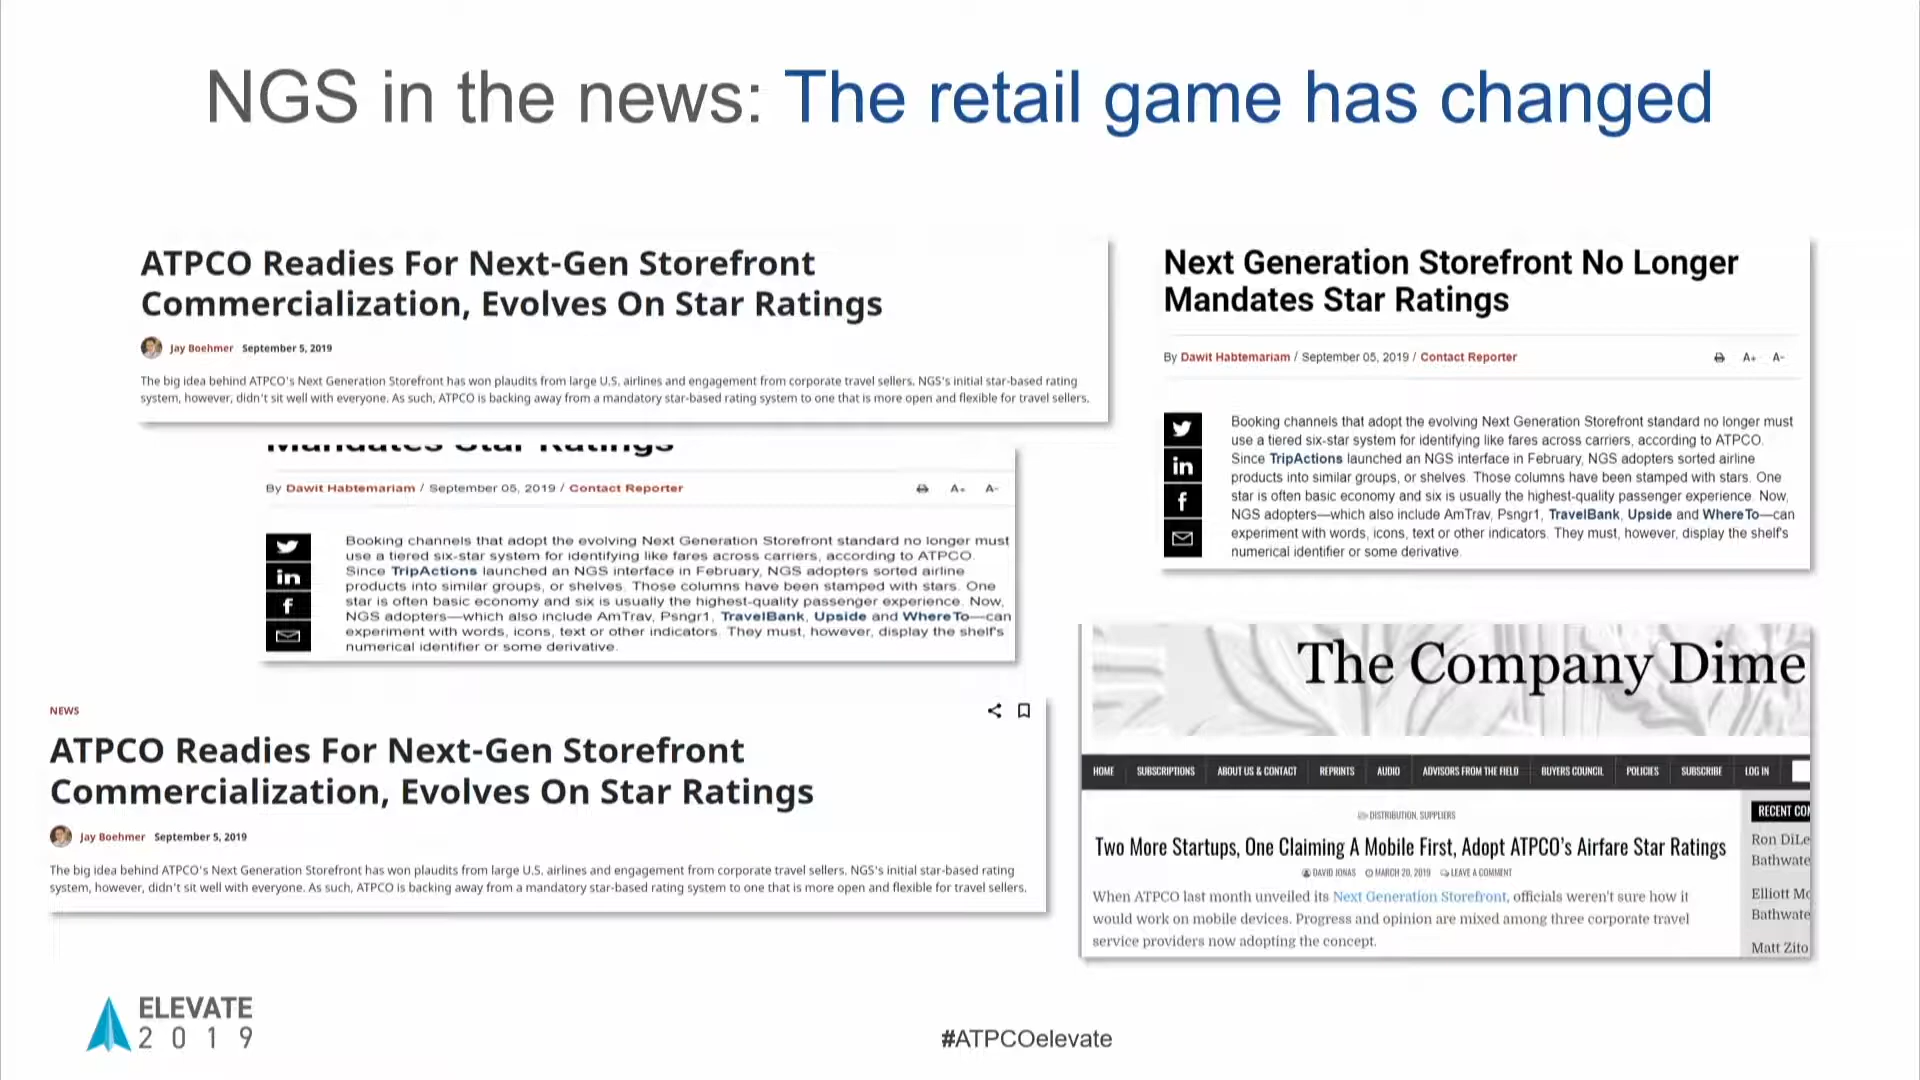 NGS in the news: The retail game has changed
ATPCO Readies For Next-Gen Storefront
Commercialization, Evolves On Star Ratings
Jay Boehmer September 5, 2019
The big idea behind ATPCO's Next Generation Storefront has won plaudits from large U.S. airlines and engagement from corporate travel sellers. NGS's initial star-based rating
system, however, didn't sit well with everyone. As such, ATPCO is backing away from a mandatory star-based rating system to one that is more open and flexible for travel sellers.
Next Generation Storefront No Longer
Mandates Star Ratings
By Dawit Habtemariam / September 05, 2019 / Contact Reporter
A+ A-
Booking channels that adopt the evolving Next Generation Storefront standard no longer must
use a tiered six-star system for identifying like fares across carriers, according to ATPCO.
Since TripActions launched an NGS interface in February, NGS adopters sorted airline
products into similar groups, or shelves. Those columns have been stamped with stars. One
star is often basic economy and six is usually the highest-quality passenger experience. Now,
NGS adopters—which also include AmTrav, Psngr1, TravelBank, Upside and WhereTo—can
experiment with words, icons, text or other indicators. They must, however, display the shelf's
numerical identifier or some derivative.
Mandates Star Ratings
By Dawit Habtemariam / September 05, 2019 / Contact Reporter
A+ A-
Booking channels that adopt the evolving Next Generation Storefront standard no longer must
use a tiered six-star system for identifying like fares across carriers, according to ATPCO.
Since TripActions launched an NGS interface in February, NGS adopters sorted airline
products into similar groups, or shelves. Those columns have been stamped with stars. One
star is often basic economy and six is usually the highest-quality passenger experience. Now,
NGS adopters—which also include AmTrav, Psngr1, TravelBank, Upside and WhereTo—can
experiment with words, icons, text or other indicators. They must, however, display the shelf's
numerical identifier or some derivative.
NEWS
ATPCO Readies For Next-Gen Storefront
Commercialization, Evolves On Star Ratings
Jay Boehmer September 5, 2019
The big idea behind ATPCO's Next Generation Storefront has won plaudits from large U.S. airlines and engagement from corporate travel sellers. NGS's initial star-based rating
system, however, didn't sit well with everyone. As such, ATPCO is backing away from a mandatory star-based rating system to one that is more open and flexible for travel sellers.
The Company Dime
HOME SUBSCRIPTIONS ABOUT US & CONTACT REPRINTS AUDIO ADVISORS FROM THE FIELD BUYERS COUNCIL POLICIES SUBSCRIBE LOG IN
DISTRIBUTION, SUPPLIERS
Two More Startups, One Claiming A Mobile First, Adopt ATPCO's Airfare Star Ratings
DAVID JONAS MARCH 20, 2019 LEAVE A COMMENT
When ATPCO last month unveiled its Next Generation Storefront, officials weren't sure how it
would work on mobile devices. Progress and opinion are mixed among three corporate travel
service providers now adopting the concept.
RECENT CO
Ron DiLe
Bathwate
Elliott Mc
Bathwate
Matt Zito
ELEVATE
2019
#ATPCOelevate